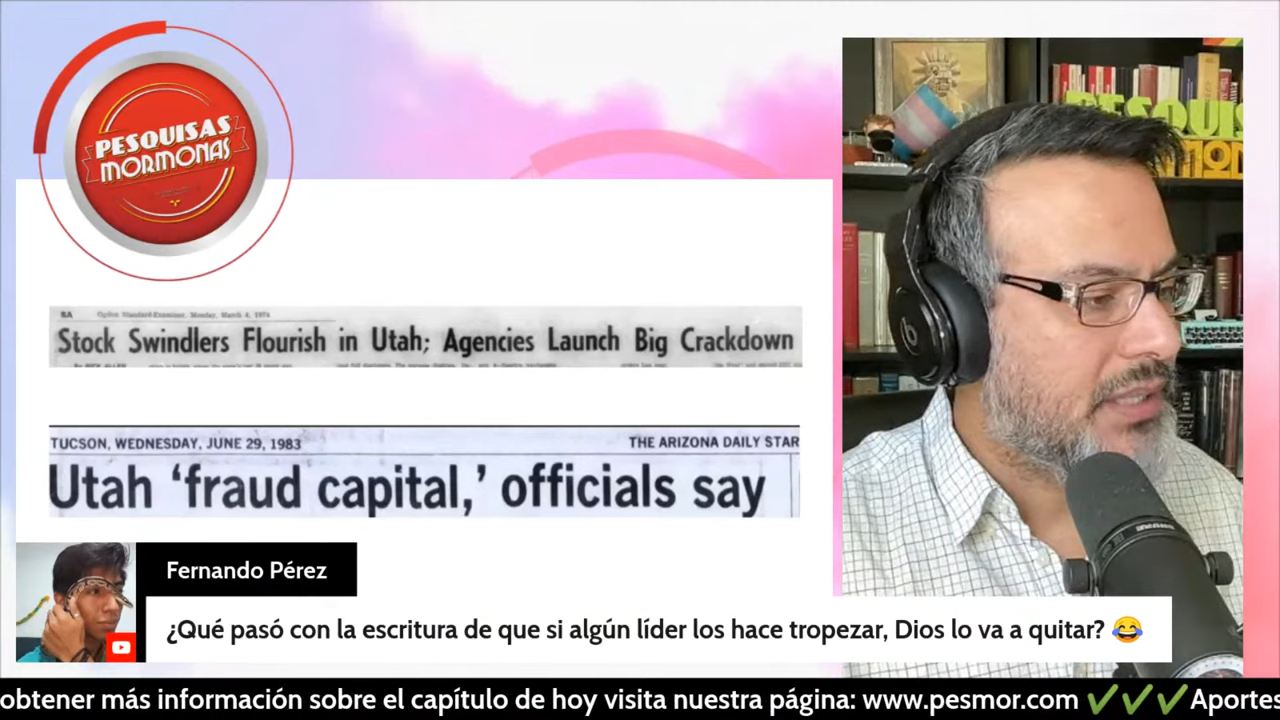 PESQUISAS
MORMONAS
PESQUIS
MON
8A Ogden Standard-Examiner, Monday, March 4, 1974
Stock Swindlers Flourish in Utah; Agencies Launch Big Crackdown
TUCSON, WEDNESDAY, JUNE 29, 1983 THE ARIZONA DAILY STAR
Utah ‘fraud capital,’ officials say
Fernando Pérez
¿Qué pasó con la escritura de que si algún líder los hace tropezar, Dios lo va a quitar? 😂
obtener más información sobre el capítulo de hoy visita nuestra página: www.pesmor.com ✔✔✔ Aportes